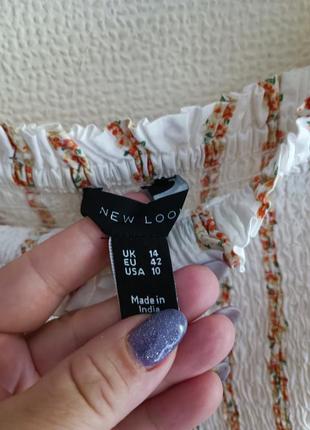 NEW LOO
UK 14
EU 42
USA 10
Made in
India